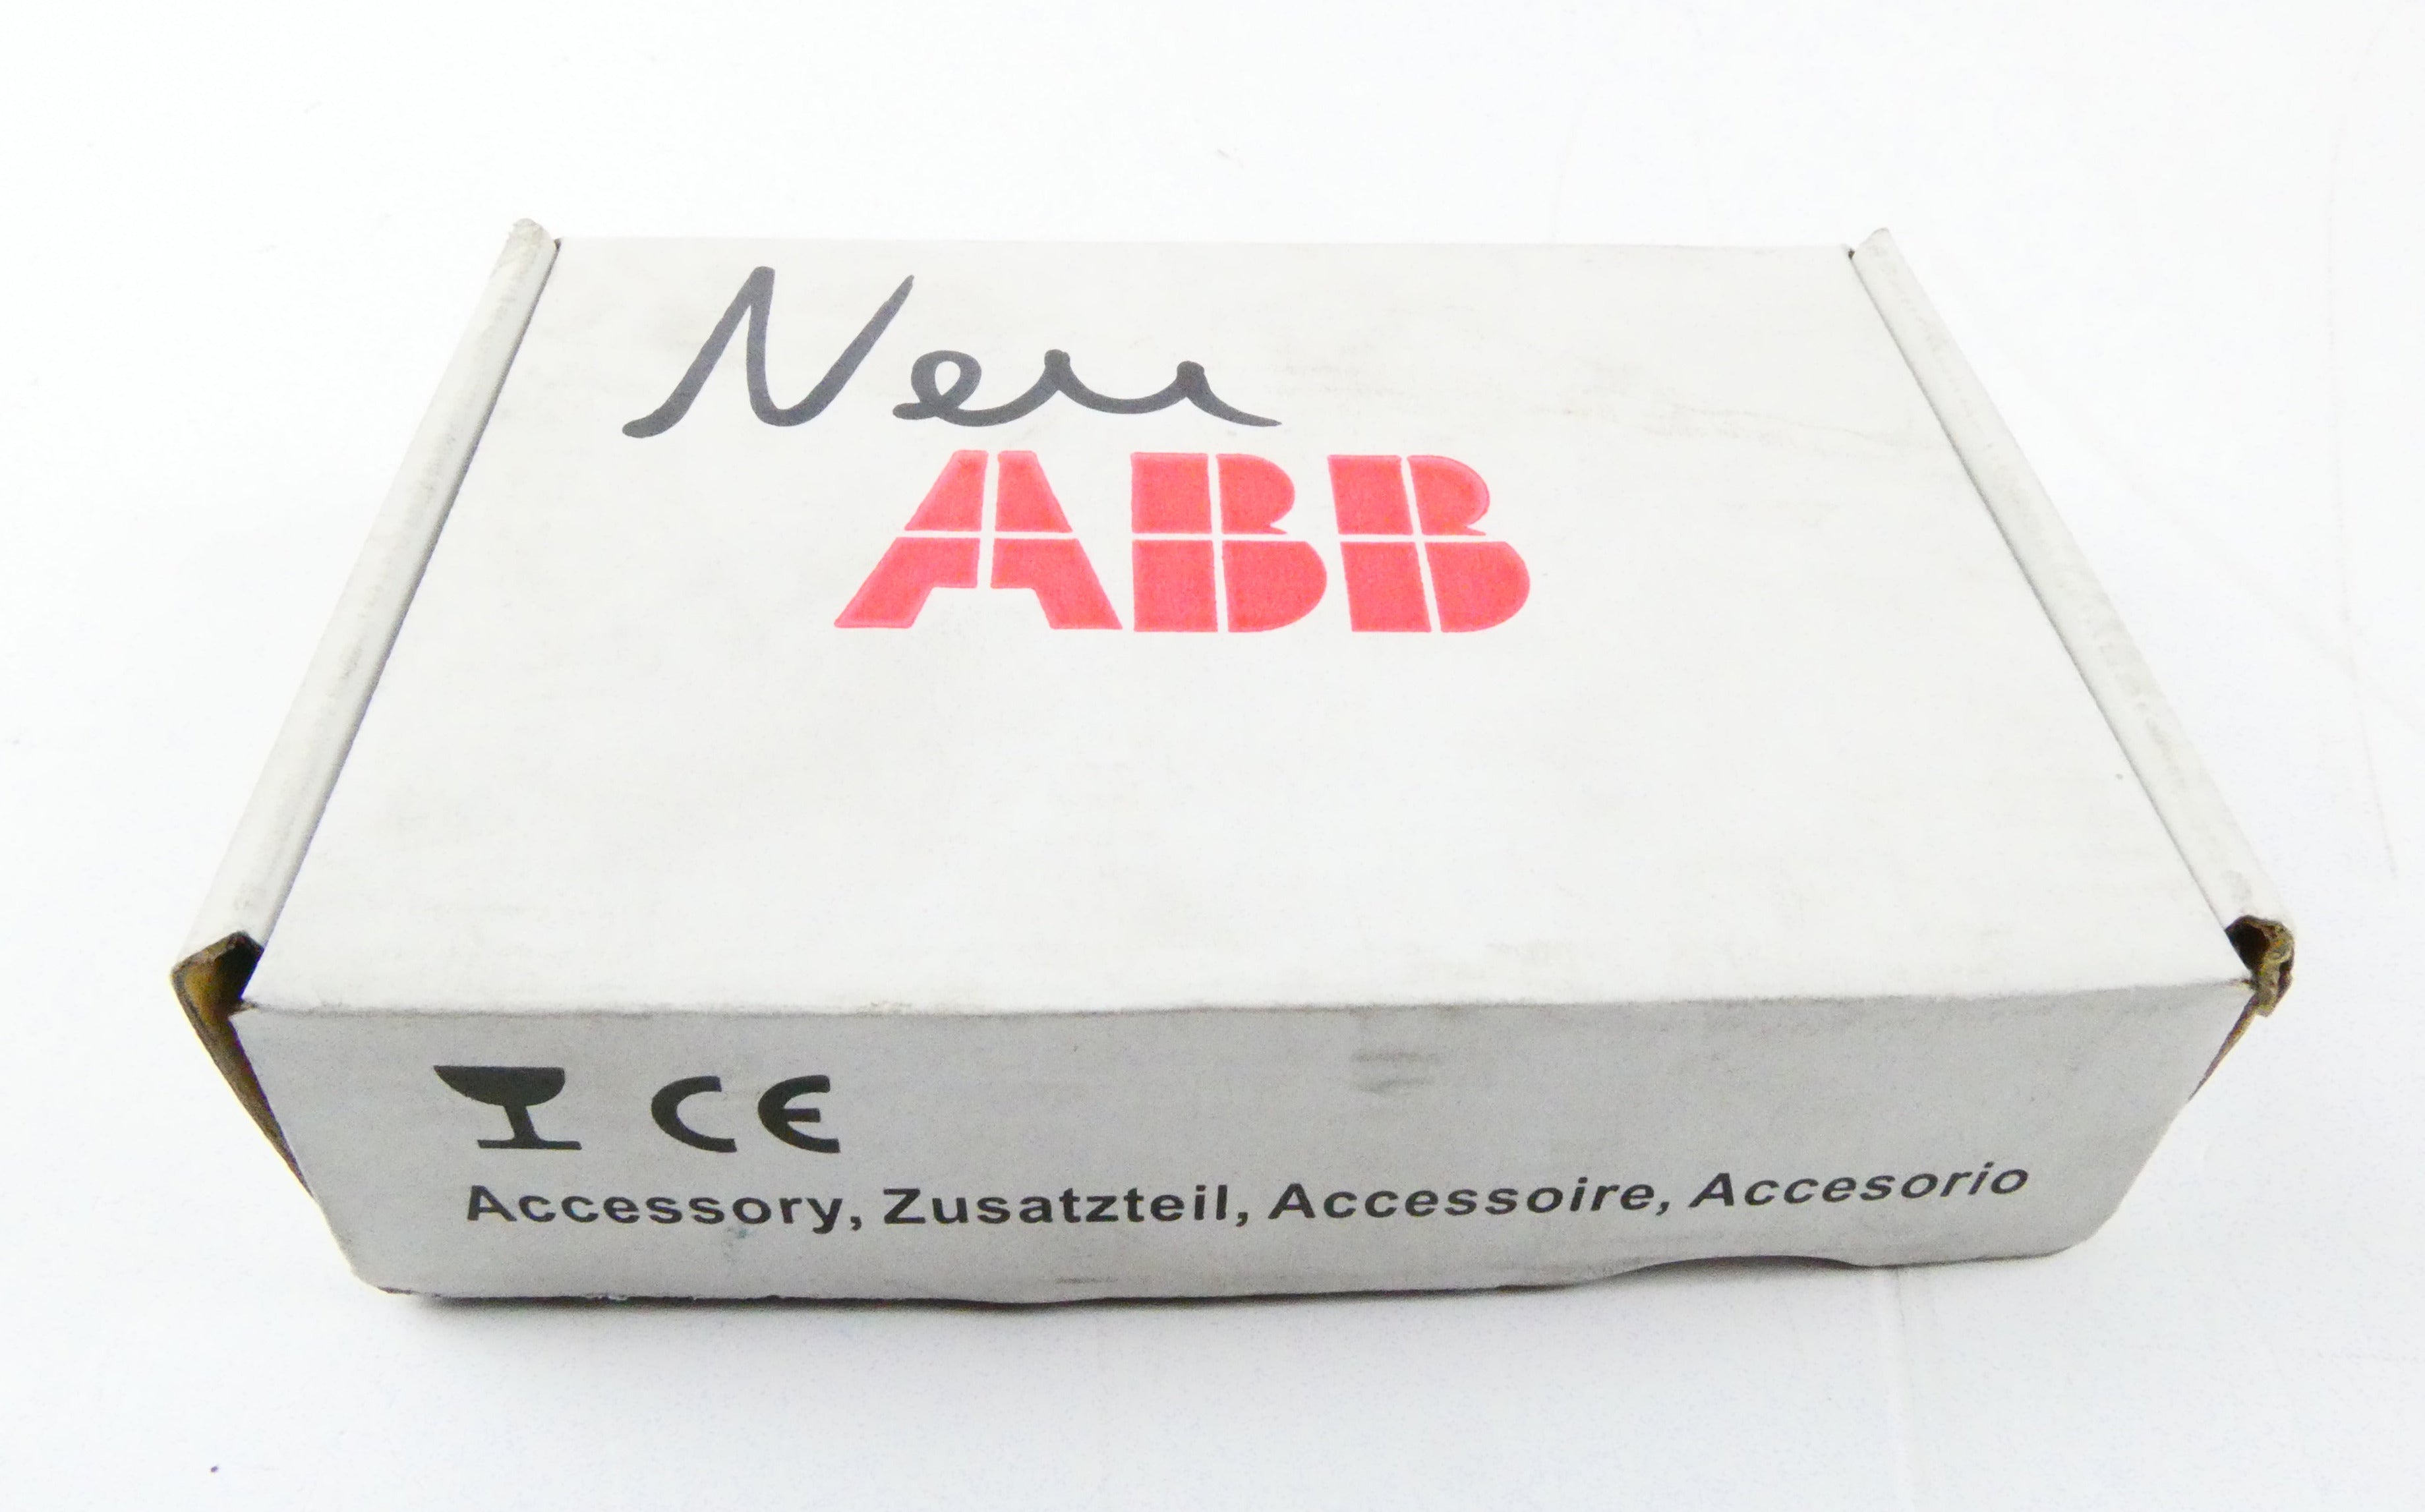 Neu
ABB
CE
Accessory, Zusatzteil, Accessoire, Accesorio